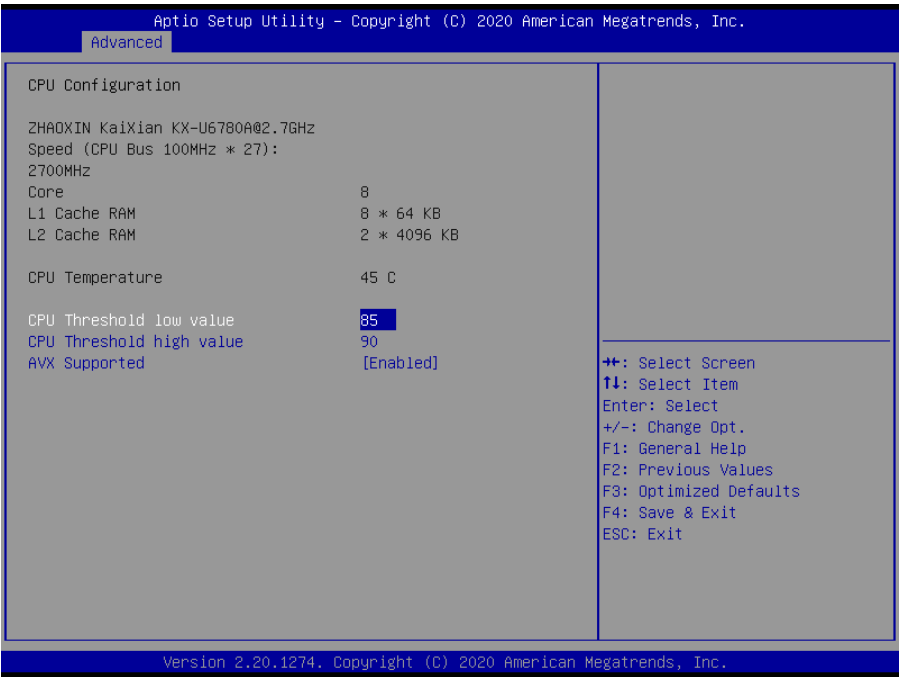 Aptio Setup Utility – Copyright (C) 2020 American Megatrends, Inc.
Advanced
CPU Configuration
ZHAOXIN KaiXian KX-U6780A@2.7GHz
Speed (CPU Bus 100MHz * 27):
2700MHz
Core 8
L1 Cache RAM 8 * 64 KB
L2 Cache RAM 2 * 4096 KB
CPU Temperature 45 C
CPU Threshold low value 85
CPU Threshold high value 90
AVX Supported [Enabled]
→←: Select Screen
↑↓: Select Item
Enter: Select
+/-: Change Opt.
F1: General Help
F2: Previous Values
F3: Optimized Defaults
F4: Save & Exit
ESC: Exit
Version 2.20.1274. Copyright (C) 2020 American Megatrends, Inc.